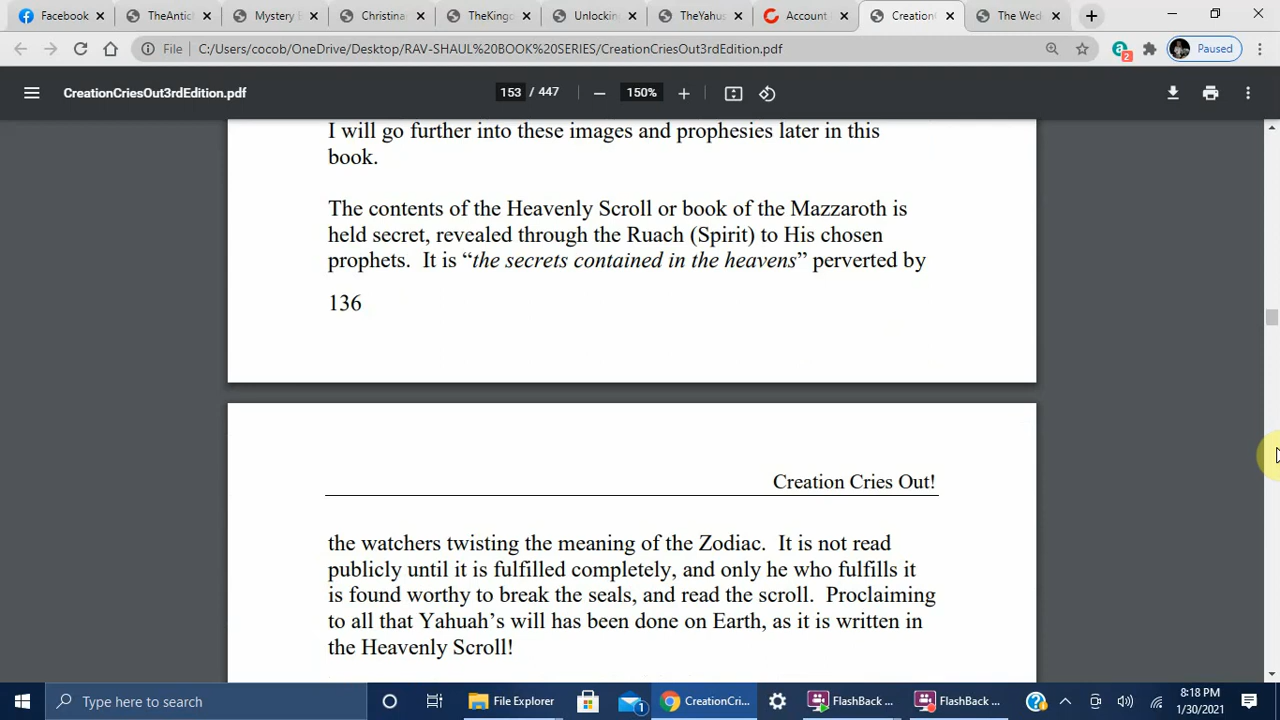 Facebook
TheAntic
Mystery
Christina
TheKing
Unlockin
TheYahus
Account
Creation
The Wed
File C:/Users/cocob/OneDrive/Desktop/RAV-SHAUL%20BOOK%20SERIES/CreationCriesOut3rdEdition.pdf
2
Paused
CreationCriesOut3rdEdition.pdf
153 / 447
150%
I will go further into these images and prophesies later in this
book.
The contents of the Heavenly Scroll or book of the Mazzaroth is
held secret, revealed through the Ruach (Spirit) to His chosen
prophets. It is “the secrets contained in the heavens” perverted by
136
Creation Cries Out!
the watchers twisting the meaning of the Zodiac. It is not read
publicly until it is fulfilled completely, and only he who fulfills it
is found worthy to break the seals, and read the scroll. Proclaiming
to all that Yahuah’s will has been done on Earth, as it is written in
the Heavenly Scroll!
Type here to search
File Explorer
1
CreationCri...
FlashBack ...
FlashBack ...
8:18 PM
1/30/2021